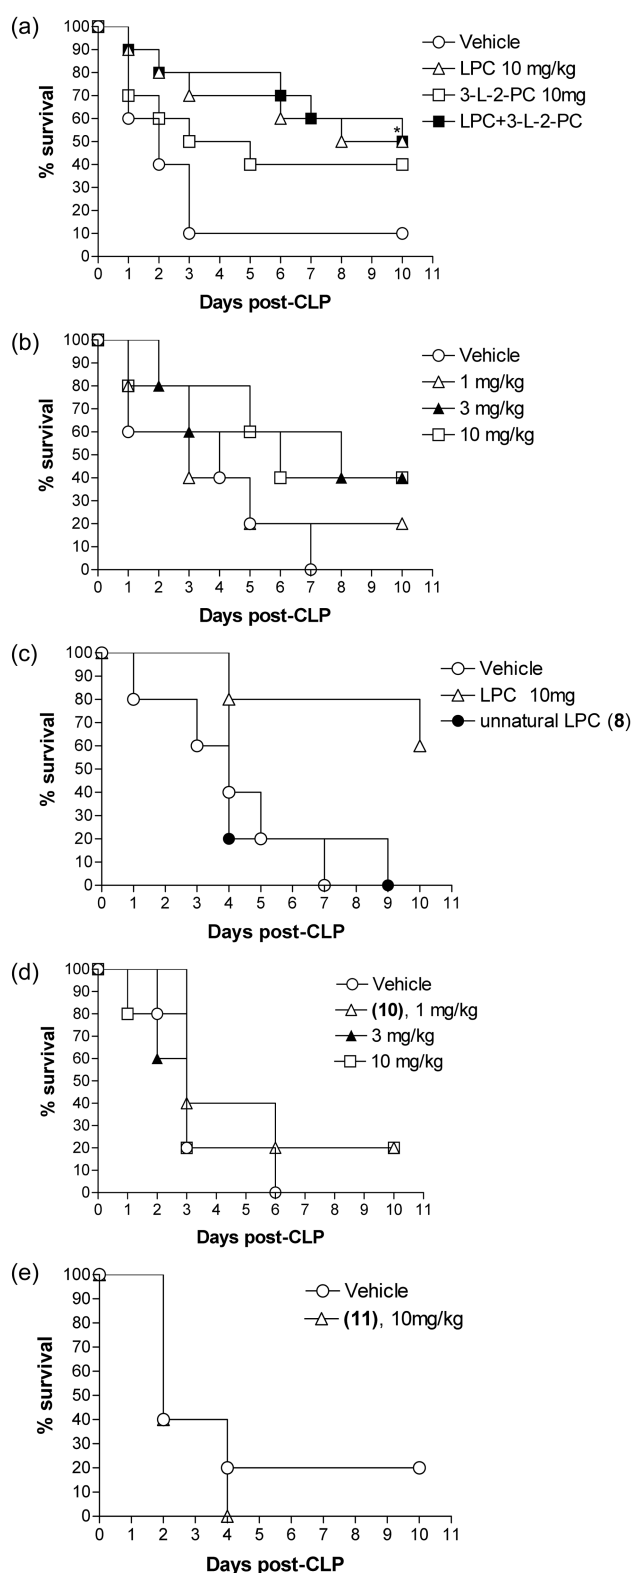 (a)
% survival
100
90
80
70
60
50
40
30
20
10
0
*
0 1 2 3 4 5 6 7 8 9 10 11
Days post-CLP
Vehicle
LPC 10 mg/kg
3-L-2-PC 10mg
LPC+3-L-2-PC
(b)
% survival
100
90
80
70
60
50
40
30
20
10
0
0 1 2 3 4 5 6 7 8 9 10 11
Days post-CLP
Vehicle
1 mg/kg
3 mg/kg
10 mg/kg
(c)
% survival
100
90
80
70
60
50
40
30
20
10
0
0 1 2 3 4 5 6 7 8 9 10 11
Days post-CLP
Vehicle
LPC 10mg
unnatural LPC (8)
(d)
% survival
100
90
80
70
60
50
40
30
20
10
0
0 1 2 3 4 5 6 7 8 9 10 11
Days post-CLP
Vehicle
(10), 1 mg/kg
3 mg/kg
10 mg/kg
(e)
% survival
100
90
80
70
60
50
40
30
20
10
0
0 1 2 3 4 5 6 7 8 9 10 11
Days post-CLP
Vehicle
(11), 10mg/kg